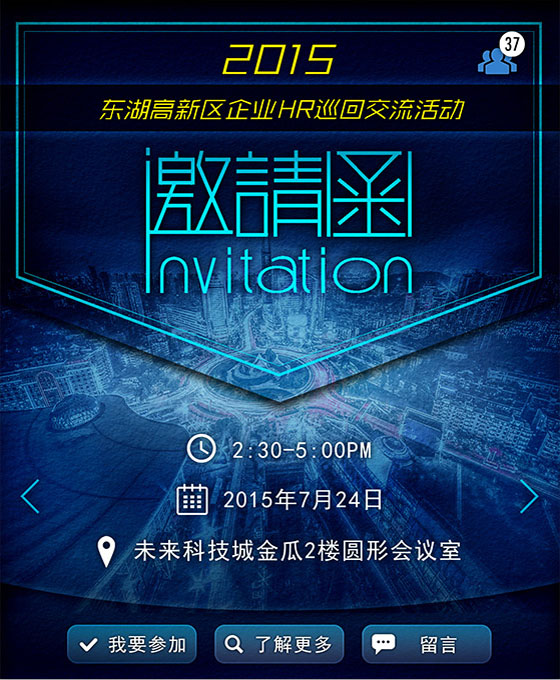 37
2015
东湖高新区企业HR巡回交流活动
邀請函
Invitation
2:30-5:00PM
2015年7月24日
未来科技城金瓜2楼圆形会议室
我要参加 了解更多 留言